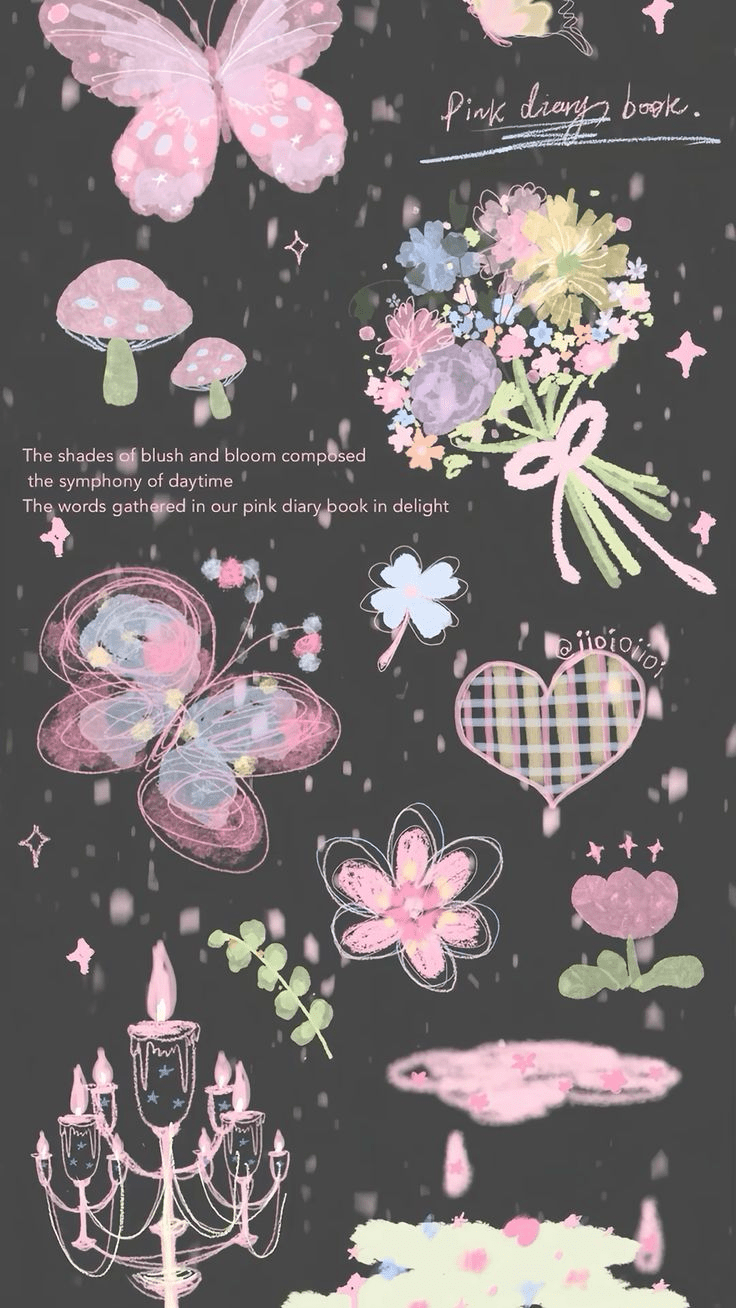 Pink diary book.
The shades of blush and bloom composed
the symphony of daytime
The words gathered in our pink diary book in delight
@iioioiioi